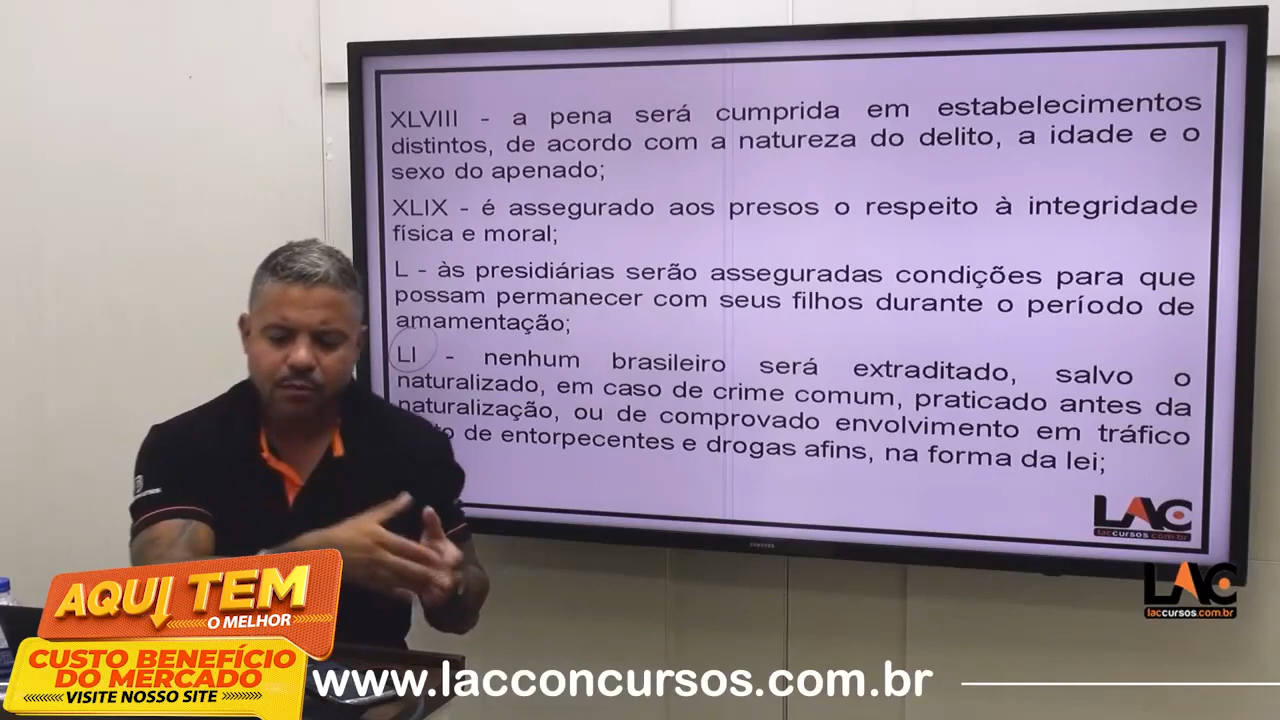 XLVIII - a pena será cumprida em estabelecimentos
distintos, de acordo com a natureza do delito, a idade e o
sexo do apenado;
XLIX - é assegurado aos presos o respeito à integridade
física e moral;
L - às presidiárias serão asseguradas condições para que
possam permanecer com seus filhos durante o período de
amamentação;
LI - nenhum brasileiro será extraditado, salvo o
naturalizado, em caso de crime comum, praticado antes da
naturalização, ou de comprovado envolvimento em tráfico
de entorpecentes e drogas afins, na forma da lei;
LAC
laccursos.com.br
SAMSUNG
LAC
laccursos.com.br
AQUI TEM
O MELHOR
CUSTO BENEFÍCIO
DO MERCADO
VISITE NOSSO SITE
www.lacconcursos.com.br